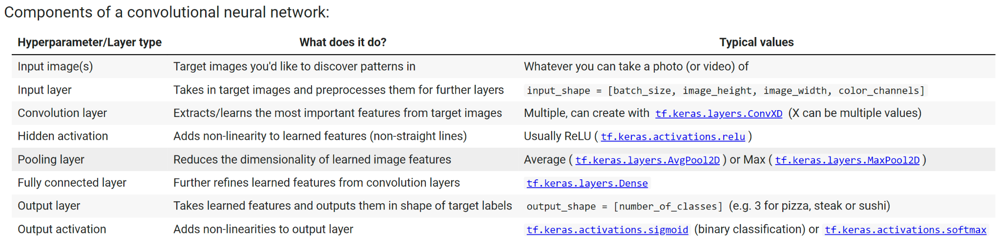 Components of a convolutional neural network:
Hyperparameter/Layer type What does it do? Typical values
Input image(s) Target images you'd like to discover patterns in Whatever you can take a photo (or video) of
Input layer Takes in target images and preprocesses them for further layers input_shape = [batch_size, image_height, image_width, color_channels]
Convolution layer Extracts/learns the most important features from target images Multiple, can create with tf.keras.layers.ConvXD (X can be multiple values)
Hidden activation Adds non-linearity to learned features (non-straight lines) Usually ReLU ( tf.keras.activations.relu )
Pooling layer Reduces the dimensionality of learned image features Average ( tf.keras.layers.AvgPool2D ) or Max ( tf.keras.layers.MaxPool2D )
Fully connected layer Further refines learned features from convolution layers tf.keras.layers.Dense
Output layer Takes learned features and outputs them in shape of target labels output_shape = [number_of_classes] (e.g. 3 for pizza, steak or sushi)
Output activation Adds non-linearities to output layer tf.keras.activations.sigmoid (binary classification) or tf.keras.activations.softmax